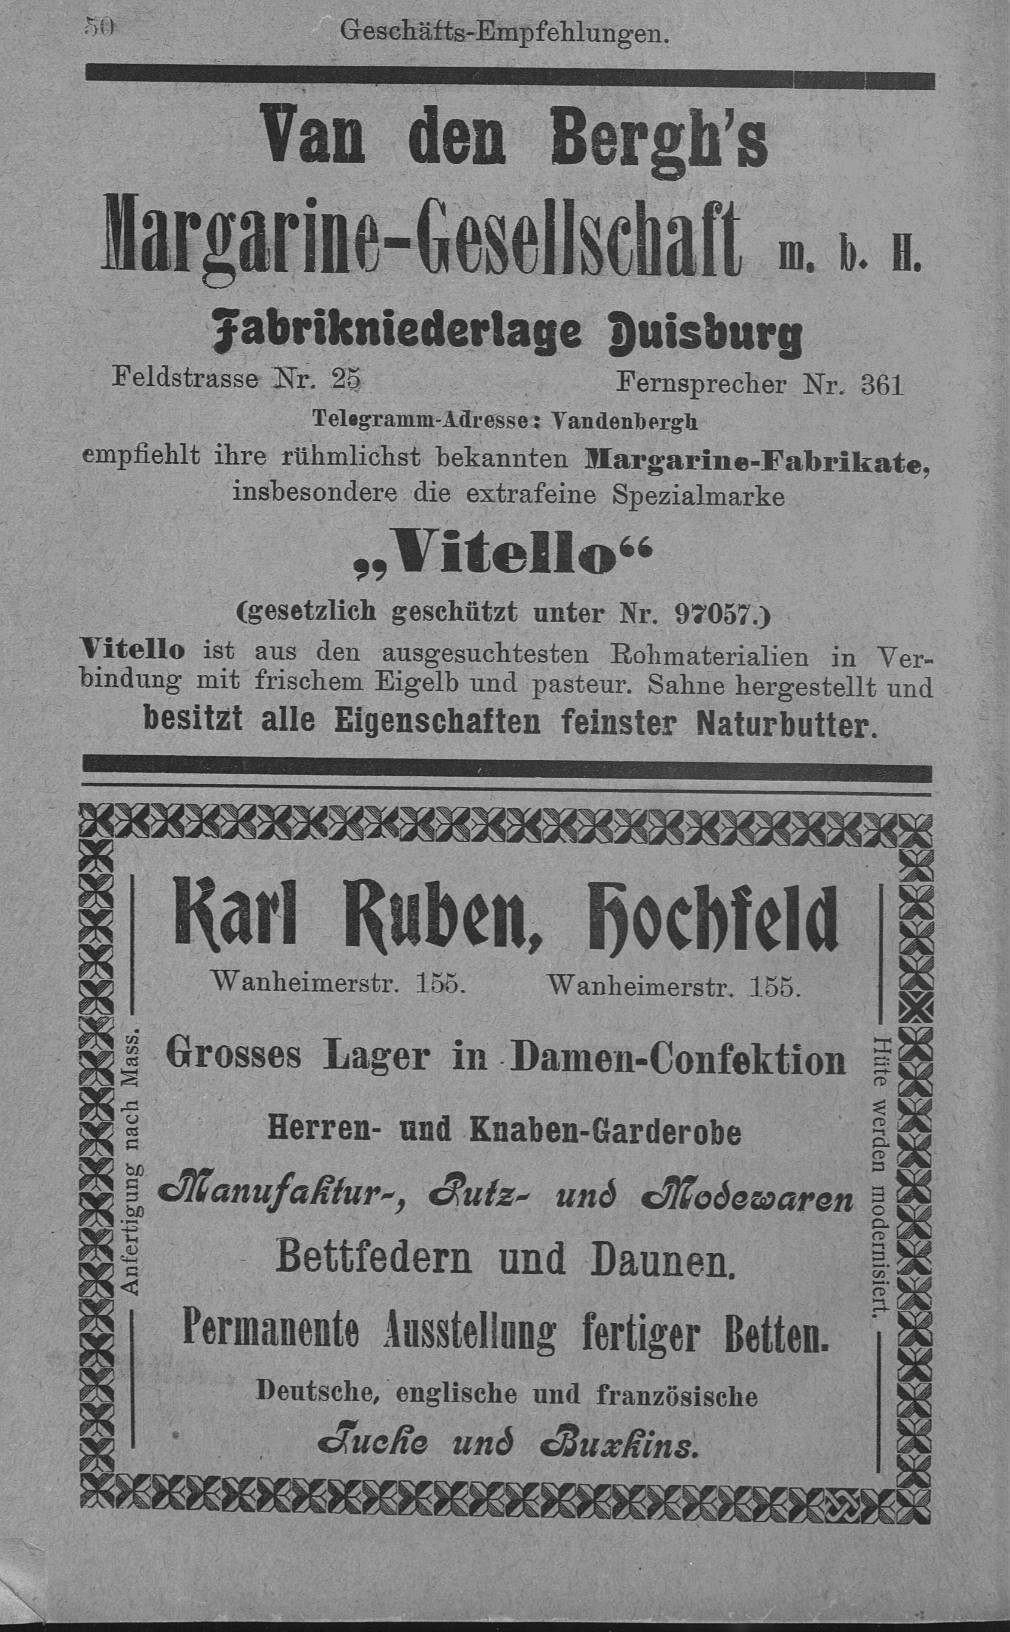 50
Geschäfts-Empfehlungen.
Van den Bergh's
Margarine-Gesellschaft m. b. H.
Fabrikniederlage Duisburg
Feldstrasse Nr. 25 Fernsprecher Nr. 361
Telegramm-Adresse: Vandenbergh
empfiehlt ihre rühmlichst bekannten Margarine-Fabrikate,
insbesondere die extrafeine Spezialmarke
„Vitello“
(gesetzlich geschützt unter Nr. 97057.)
Vitello ist aus den ausgesuchtesten Rohmaterialien in Ver-
bindung mit frischem Eigelb und pasteur. Sahne hergestellt und
besitzt alle Eigenschaften feinster Naturbutter.
Karl Ruben, Hochfeld
Wanheimerstr. 155. Wanheimerstr. 155.
Anfertigung nach Mass.
Grosses Lager in Damen-Confektion
Herren- und Knaben-Garderobe
Manufaktur-, Putz- und Modewaren
Bettfedern und Daunen.
Permanente Ausstellung fertiger Betten.
Deutsche, englische und französische
Tuche und Buxkins.
Hüte werden modernisiert.